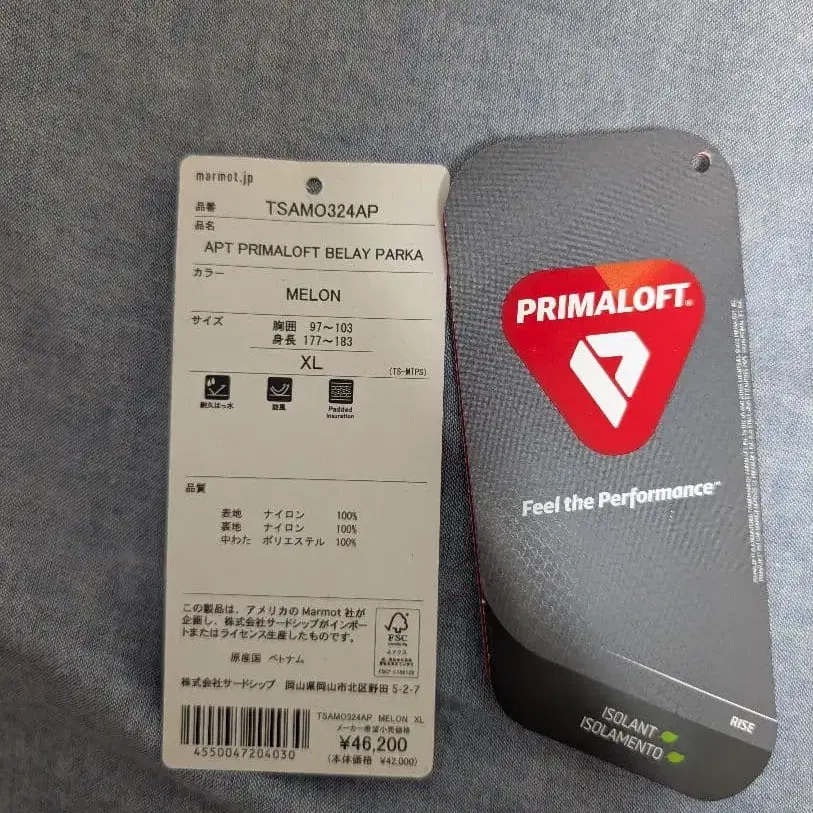 marmot.jp
品番 TSAMO324AP
品名
APT PRIMALOFT BELAY PARKA
カラー
MELON
サイズ 胸囲 97～103
身長 177～183
XL
(TS-MTPS)
耐久はっ水 防風 Padded Insulation
品質
表地 ナイロン 100%
裏地 ナイロン 100%
中わた ポリエステル 100%
この製品は、アメリカの Marmot 社が
企画し、株式会社サードシップがインポー
トまたはライセンス生産したものです。
原産国 ベトナム
FSC
ミックス
株式会社サードシップ 岡山県岡山市北区野田 5-2-7
TSAMO324AP MELON XL
メーカー希望小売価格
¥46,200
(本体価格 ¥42,000)
4550047204030
PRIMALOFT®
Feel the Performance™
ISOLANT
ISOLAMENTO
RISE